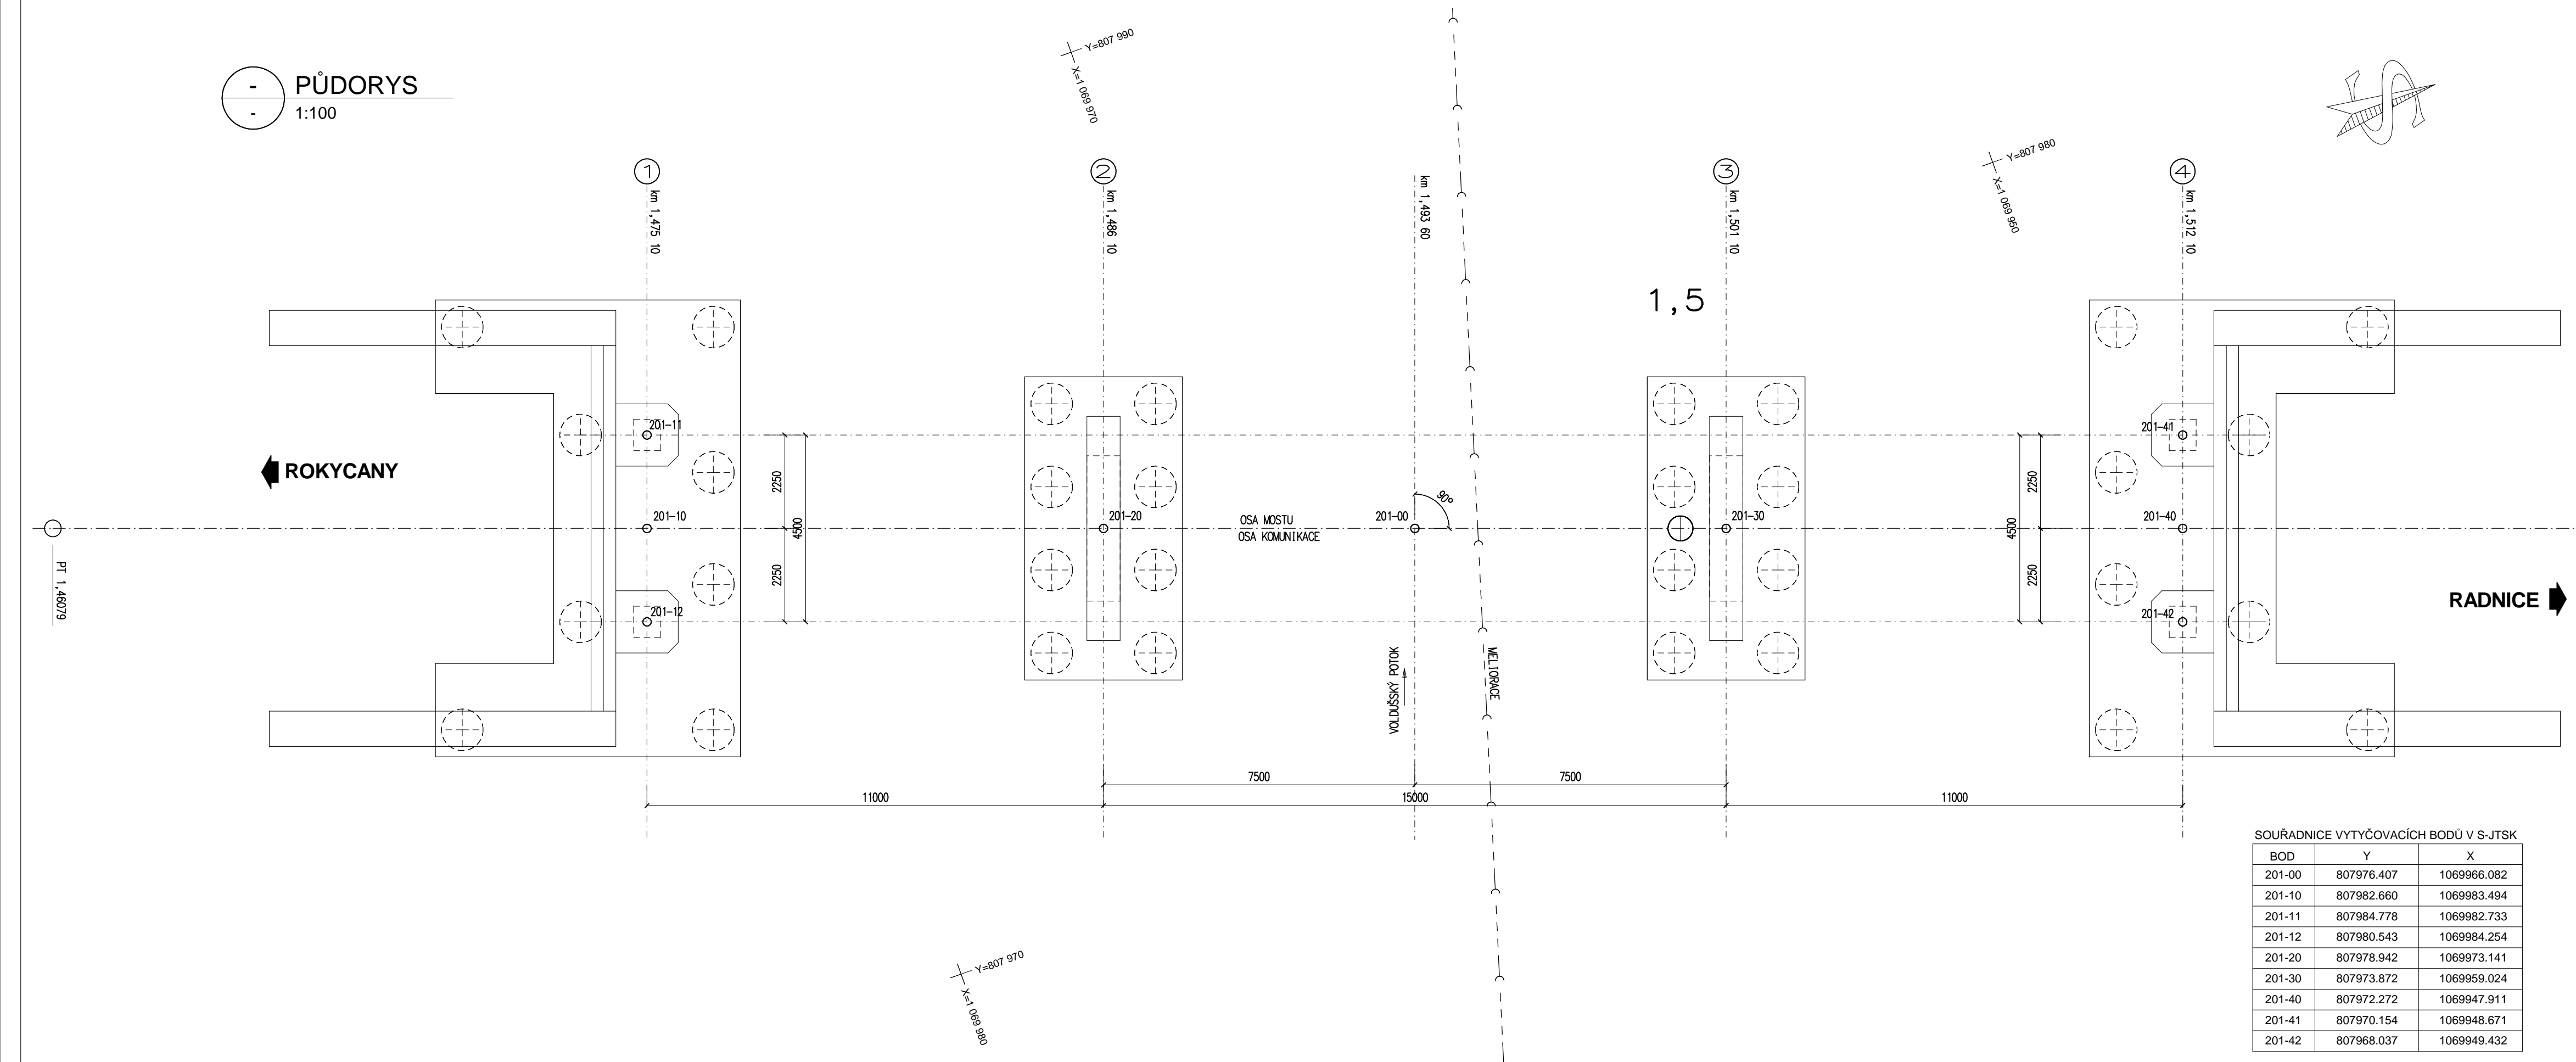 PŮDORYS
-
-
1:100
Y=807 990
X=1 069 970
Y=807 980
X=1 069 950
1
2
3
4
km 1,475 10
km 1,486 10
km 1,493 60
km 1,501 10
km 1,512 10
1,5
201-11
201-41
ROKYCANY
2250
4500
2250
90°
2250
4500
2250
201-10
201-20
OSA MOSTU
OSA KOMUNIKACE
201-00
201-30
201-40
PT 1,46079
201-12
201-42
RADNICE
VOLDUŠSKÝ POTOK
MELIORACE
7500
7500
11000
15000
11000
Y=807 970
X=1 069 980
SOUŘADNICE VYTYČOVACÍCH BODŮ V S-JTSK
BOD Y X
201-00 807976.407 1069966.082
201-10 807982.660 1069983.494
201-11 807984.778 1069982.733
201-12 807980.543 1069984.254
201-20 807978.942 1069973.141
201-30 807973.872 1069959.024
201-40 807972.272 1069947.911
201-41 807970.154 1069948.671
201-42 807968.037 1069949.432